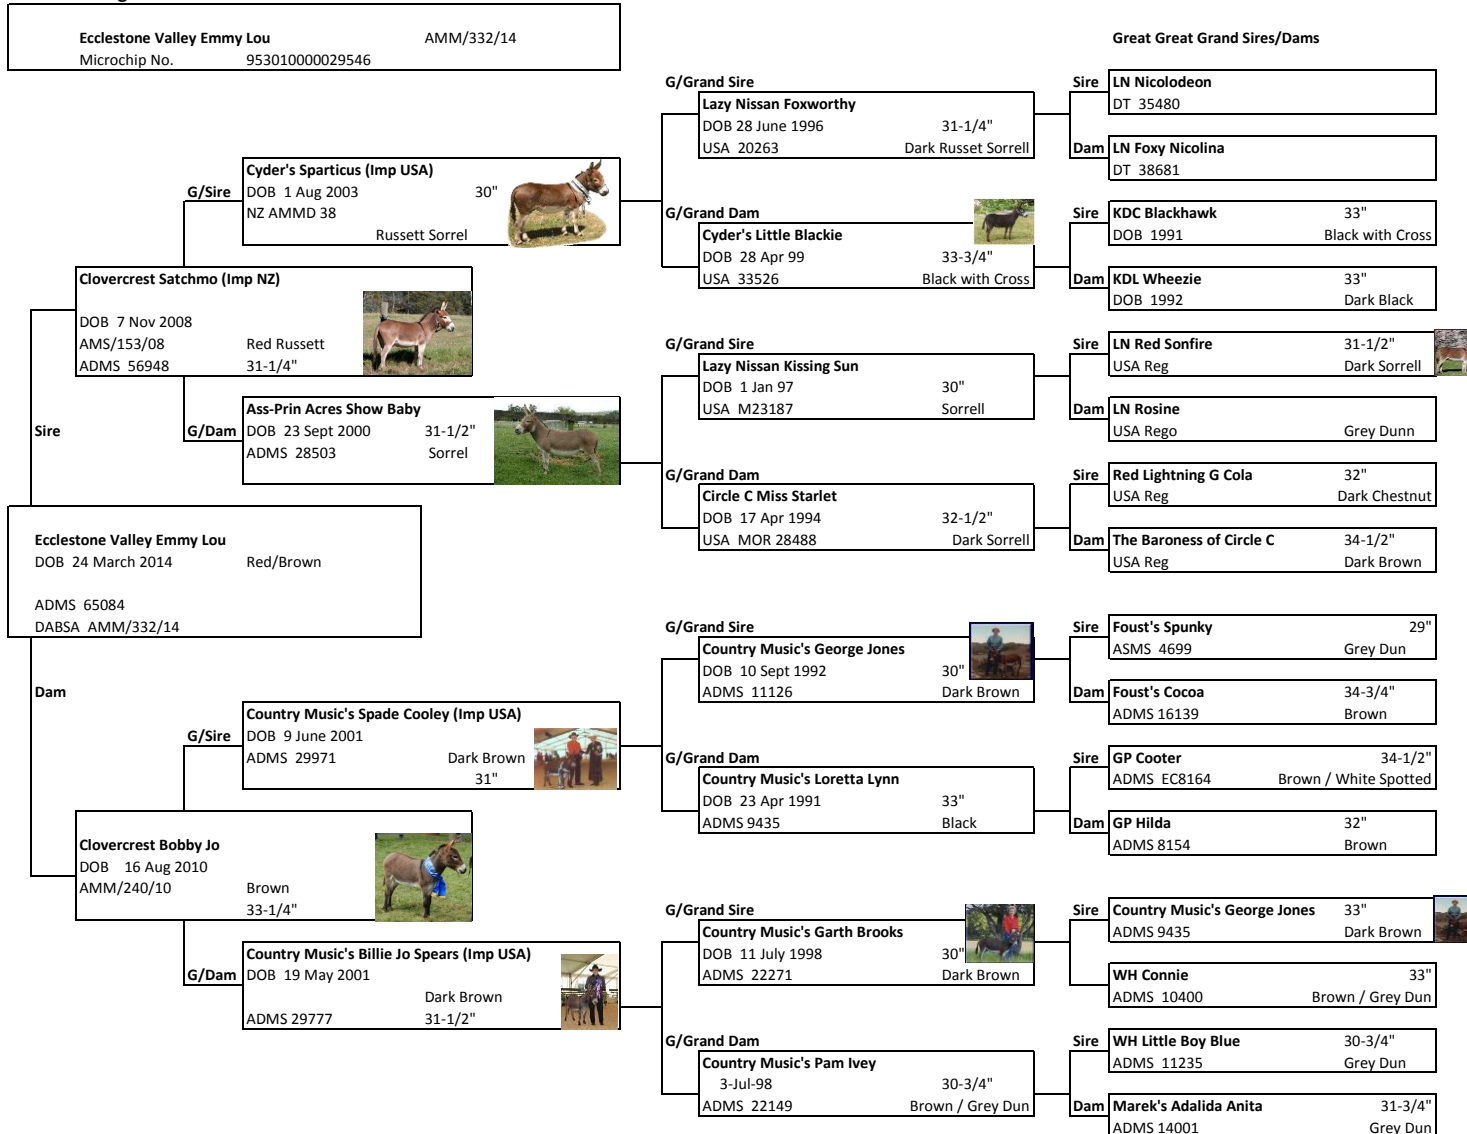 Ecclestone Valley Emmy Lou AMM/332/14
Microchip No. 953010000029546
Great Great Grand Sires/Dams
G/Grand Sire
Lazy Nissan Foxworthy
DOB 28 June 1996 31-1/4"
USA 20263 Dark Russet Sorrell
Sire LN Nicolodeon
DT 35480
Dam LN Foxy Nicolina
DT 38681
G/Sire
Cyder's Sparticus (Imp USA)
DOB 1 Aug 2003 30"
NZ AMMD 38
Russett Sorrel
G/Grand Dam
Cyder's Little Blackie
DOB 28 Apr 99 33-3/4"
USA 33526 Black with Cross
Sire KDC Blackhawk 33"
DOB 1991 Black with Cross
Dam KDL Wheezie 33"
DOB 1992 Dark Black
Clovercrest Satchmo (Imp NZ)
DOB 7 Nov 2008
AMS/153/08 Red Russett
ADMS 56948 31-1/4"
G/Grand Sire
Lazy Nissan Kissing Sun
DOB 1 Jan 97 30"
USA M23187 Sorrell
Sire LN Red Sonfire 31-1/2"
USA Reg Dark Sorrell
Dam LN Rosine
USA Rego Grey Dunn
Sire
G/Dam
Ass-Prin Acres Show Baby
DOB 23 Sept 2000 31-1/2"
ADMS 28503 Sorrel
G/Grand Dam
Circle C Miss Starlet
DOB 17 Apr 1994 32-1/2"
USA MOR 28488 Dark Sorrell
Sire Red Lightning G Cola 32"
USA Reg Dark Chestnut
Dam The Baroness of Circle C 34-1/2"
USA Reg Dark Brown
Ecclestone Valley Emmy Lou
DOB 24 March 2014 Red/Brown
ADMS 65084
DABSA AMM/332/14
G/Grand Sire
Country Music's George Jones
DOB 10 Sept 1992 30"
ADMS 11126 Dark Brown
Sire Foust's Spunky 29"
ASMS 4699 Grey Dun
Dam Foust's Cocoa 34-3/4"
ADMS 16139 Brown
Dam
G/Sire
Country Music's Spade Cooley (Imp USA)
DOB 9 June 2001
ADMS 29971 Dark Brown
31"
G/Grand Dam
Country Music's Loretta Lynn
DOB 23 Apr 1991 33"
ADMS 9435 Black
Sire GP Cooter 34-1/2"
ADMS EC8164 Brown / White Spotted
Dam GP Hilda 32"
ADMS 8154 Brown
Clovercrest Bobby Jo
DOB 16 Aug 2010
AMM/240/10 Brown
33-1/4"
G/Grand Sire
Country Music's Garth Brooks
DOB 11 July 1998 30"
ADMS 22271 Dark Brown
Sire Country Music's George Jones 33"
ADMS 9435 Dark Brown
WH Connie 33"
ADMS 10400 Brown / Grey Dun
G/Dam
Country Music's Billie Jo Spears (Imp USA)
DOB 19 May 2001
Dark Brown
ADMS 29777 31-1/2"
G/Grand Dam
Country Music's Pam Ivey
3-Jul-98 30-3/4"
ADMS 22149 Brown / Grey Dun
Sire WH Little Boy Blue 30-3/4"
ADMS 11235 Grey Dun
Dam Marek's Adalida Anita 31-3/4"
ADMS 14001 Grey Dun